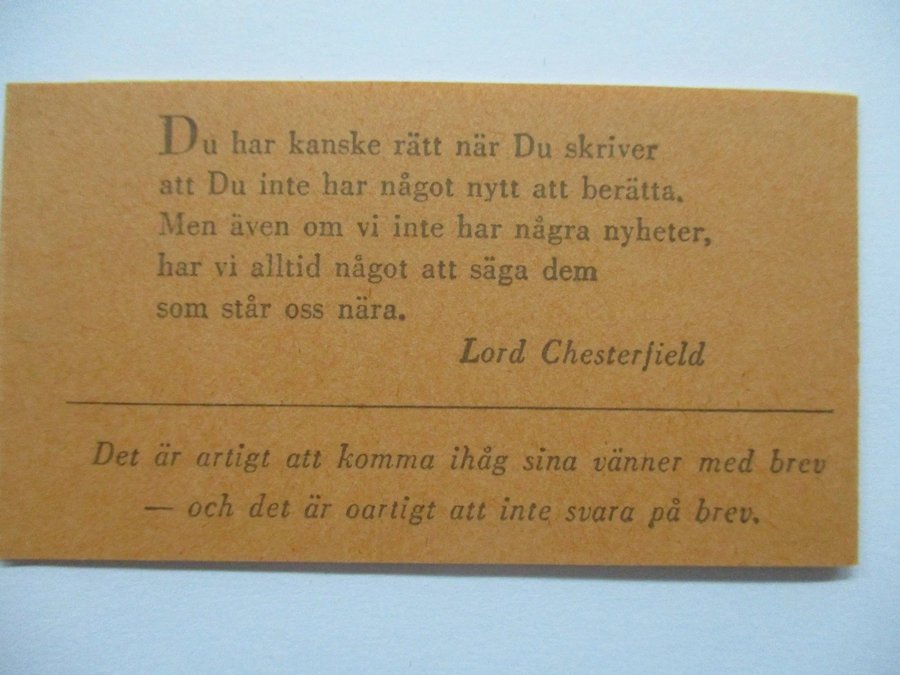 Du har kanske rätt när Du skriver
att Du inte har något nytt att berätta.
Men även om vi inte har några nyheter,
har vi alltid något att säga dem
som står oss nära.
Lord Chesterfield
Det är artigt att komma ihåg sina vänner med brev
— och det är oartigt att inte svara på brev.